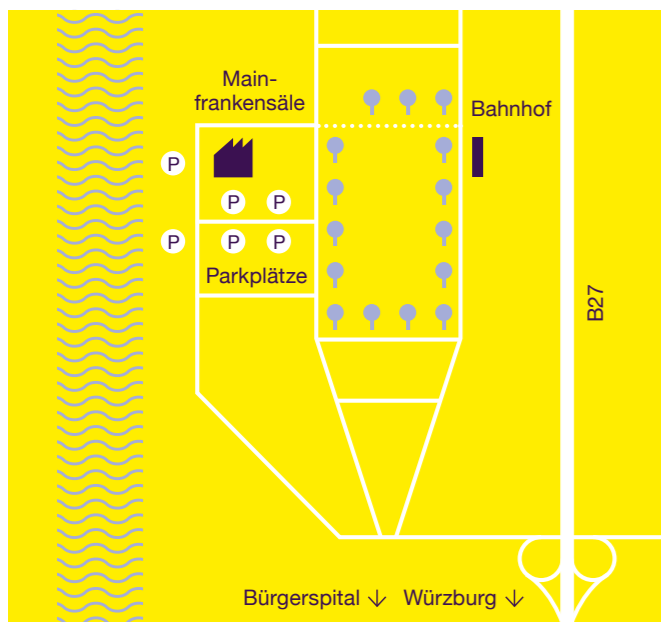 Main-
frankensäle
Bahnhof
P
P P
P P P
Parkplätze
B27
Bürgerspital ↓ Würzburg ↓